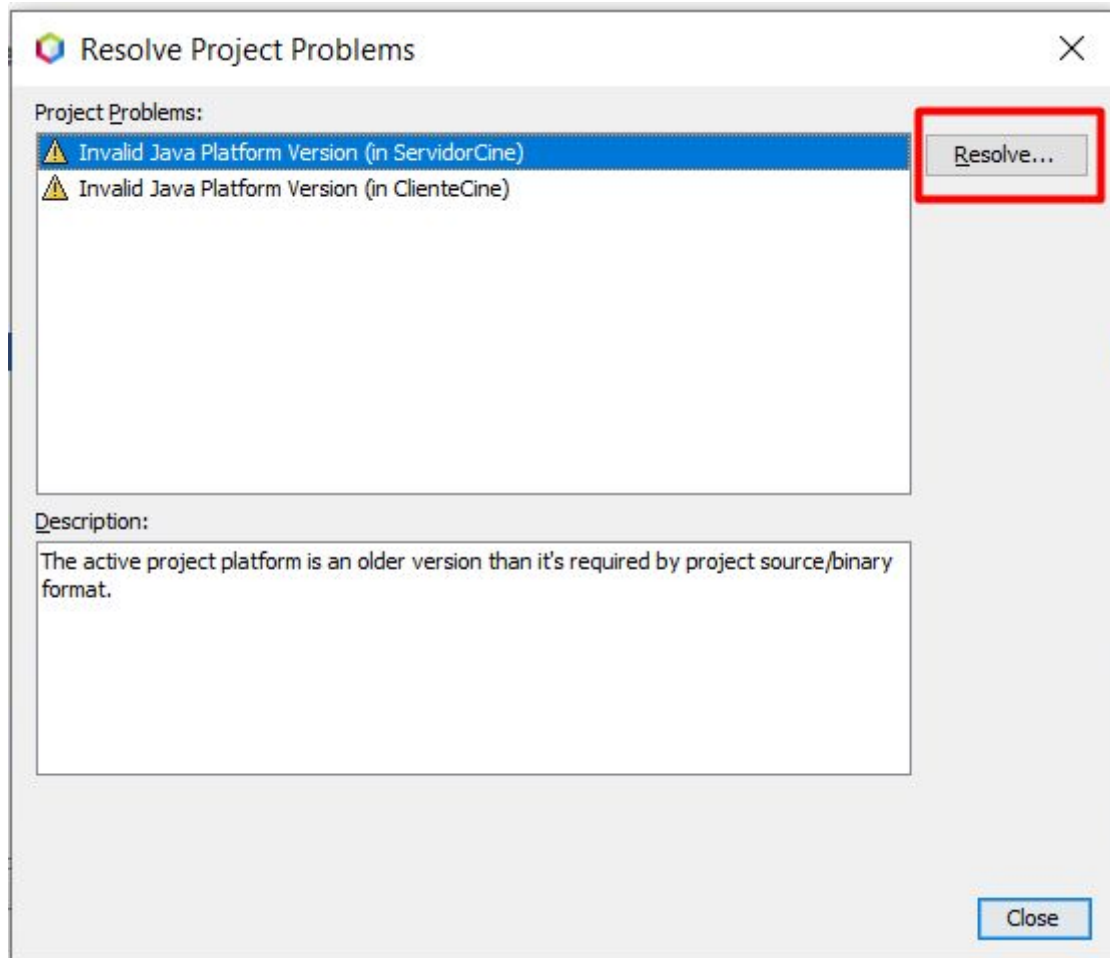 Resolve Project Problems
Project Problems:
Invalid Java Platform Version (in ServidorCine)
Resolve...
Invalid Java Platform Version (in ClienteCine)
Description:
The active project platform is an older version than it's required by project source/binary
format.
Close